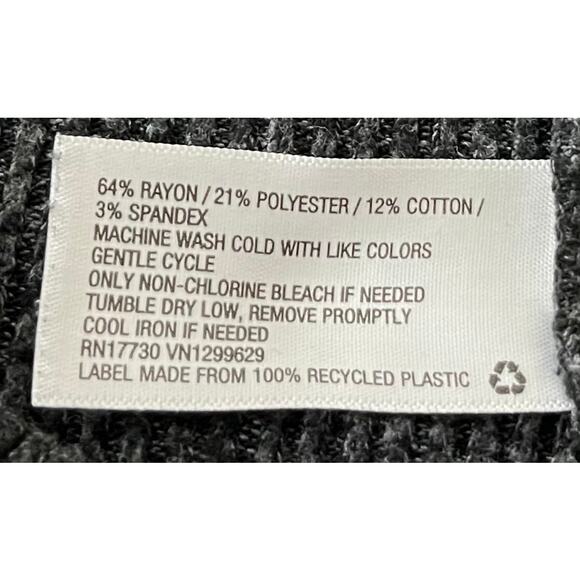 64% RAYON / 21% POLYESTER / 12% COTTON /
3% SPANDEX
MACHINE WASH COLD WITH LIKE COLORS
GENTLE CYCLE
ONLY NON-CHLORINE BLEACH IF NEEDED
TUMBLE DRY LOW, REMOVE PROMPTLY
COOL IRON IF NEEDED
RN17730 VN1299629
LABEL MADE FROM 100% RECYCLED PLASTIC